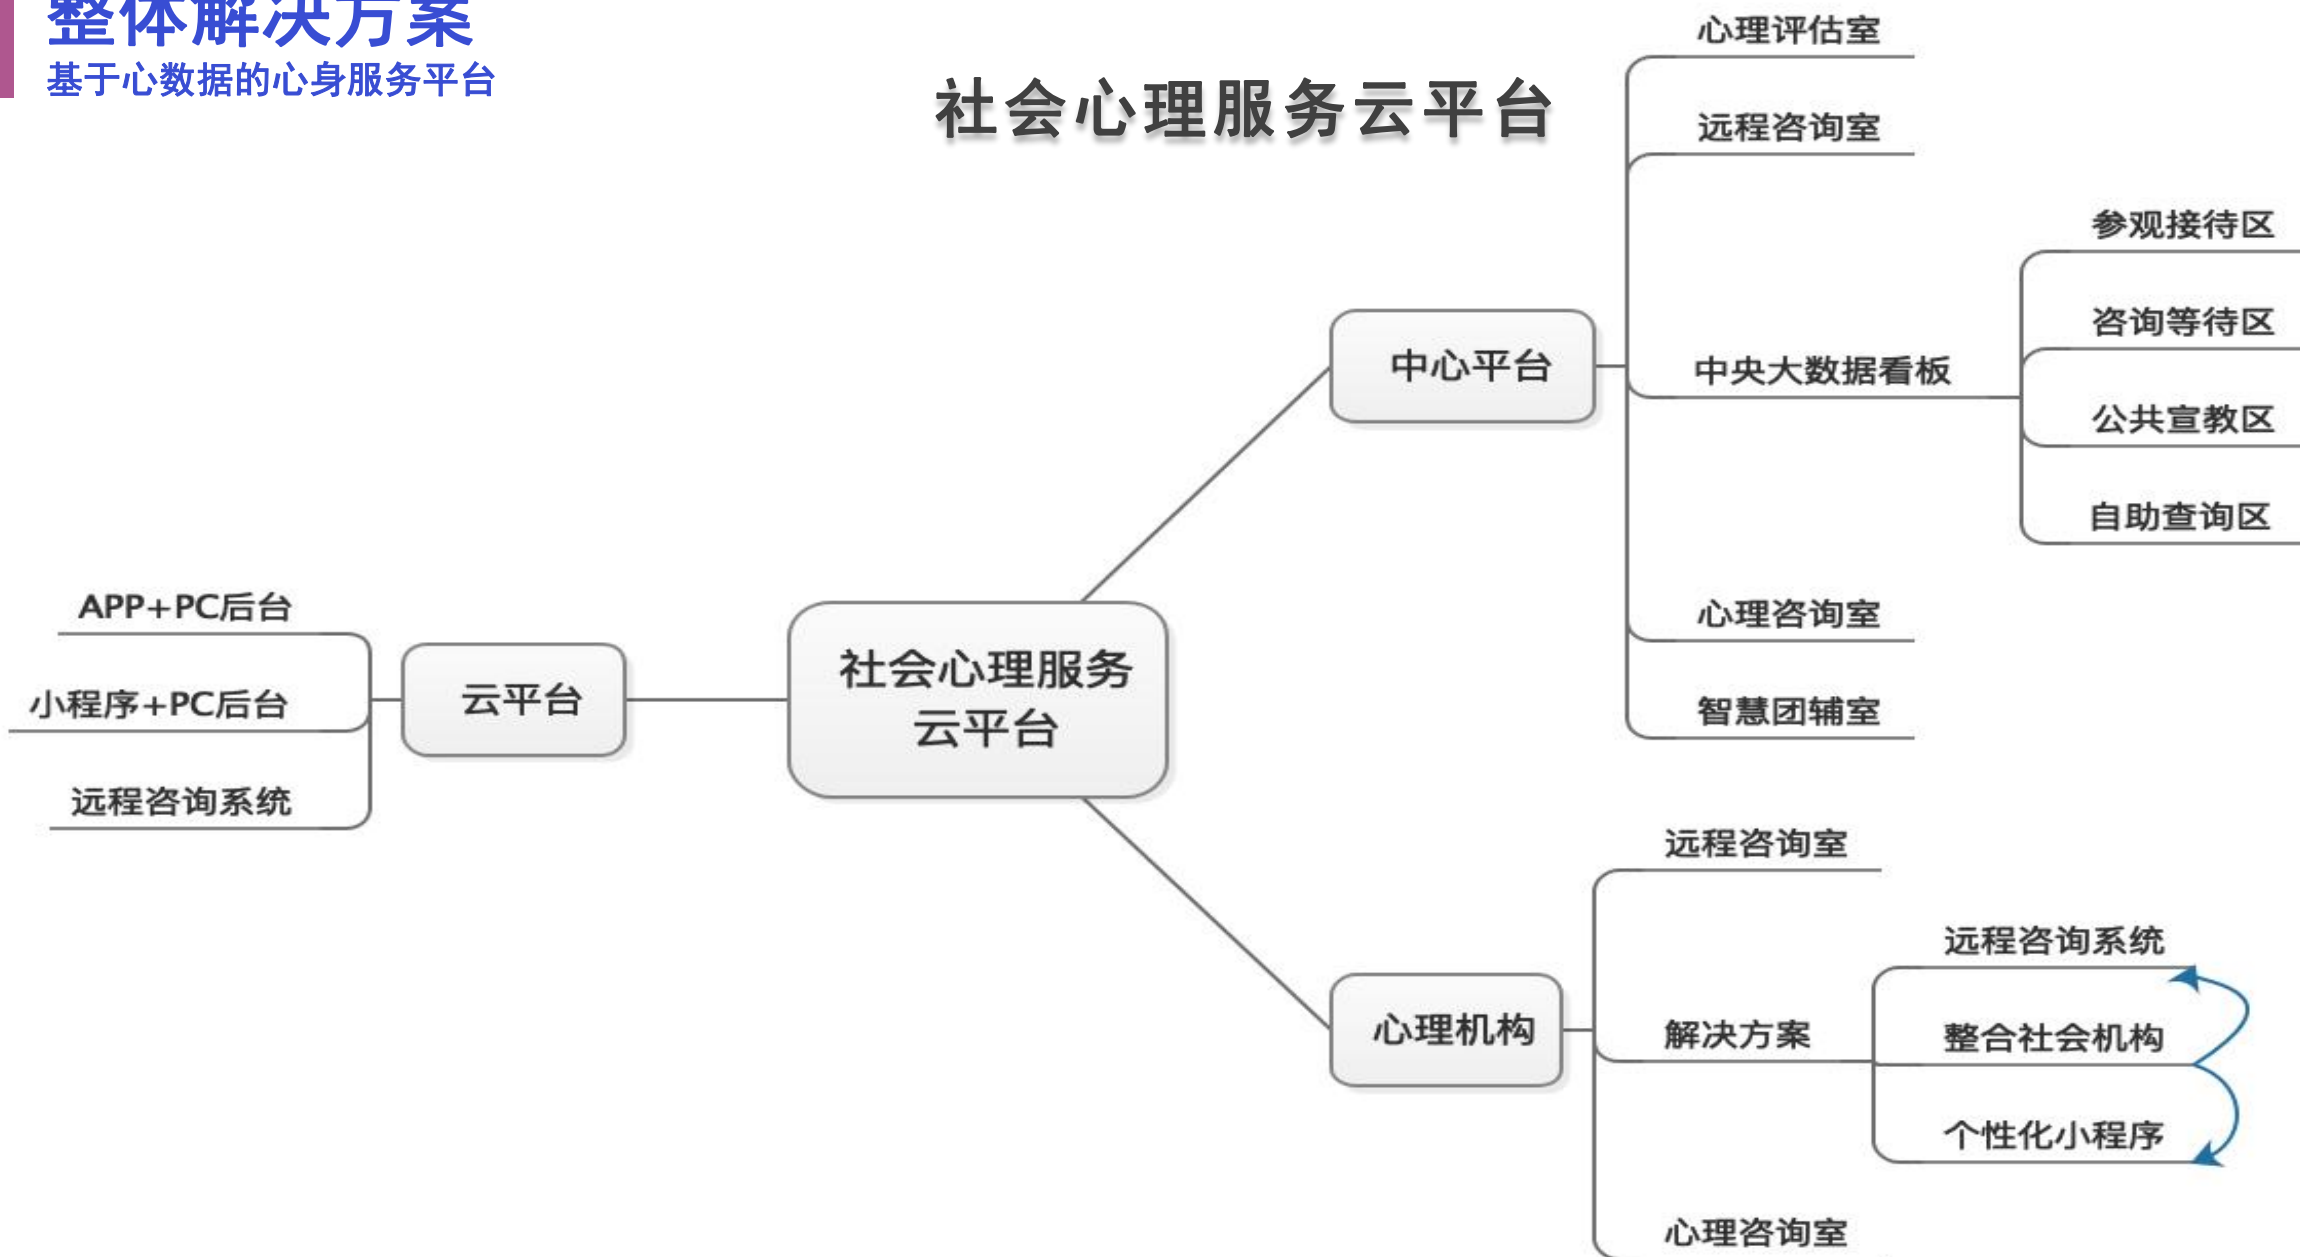 整体解决方案
基于心数据的心身服务平台
社会心理服务云平台
心理评估室
远程咨询室
参观接待区
咨询等待区
中心平台
中央大数据看板
公共宣教区
自助查询区
APP+PC后台
心理咨询室
社会心理服务
云平台
云平台
小程序+PC后台
智慧团辅室
远程咨询系统
远程咨询室
远程咨询系统
心理机构
解决方案
整合社会机构
个性化小程序
心理咨询室